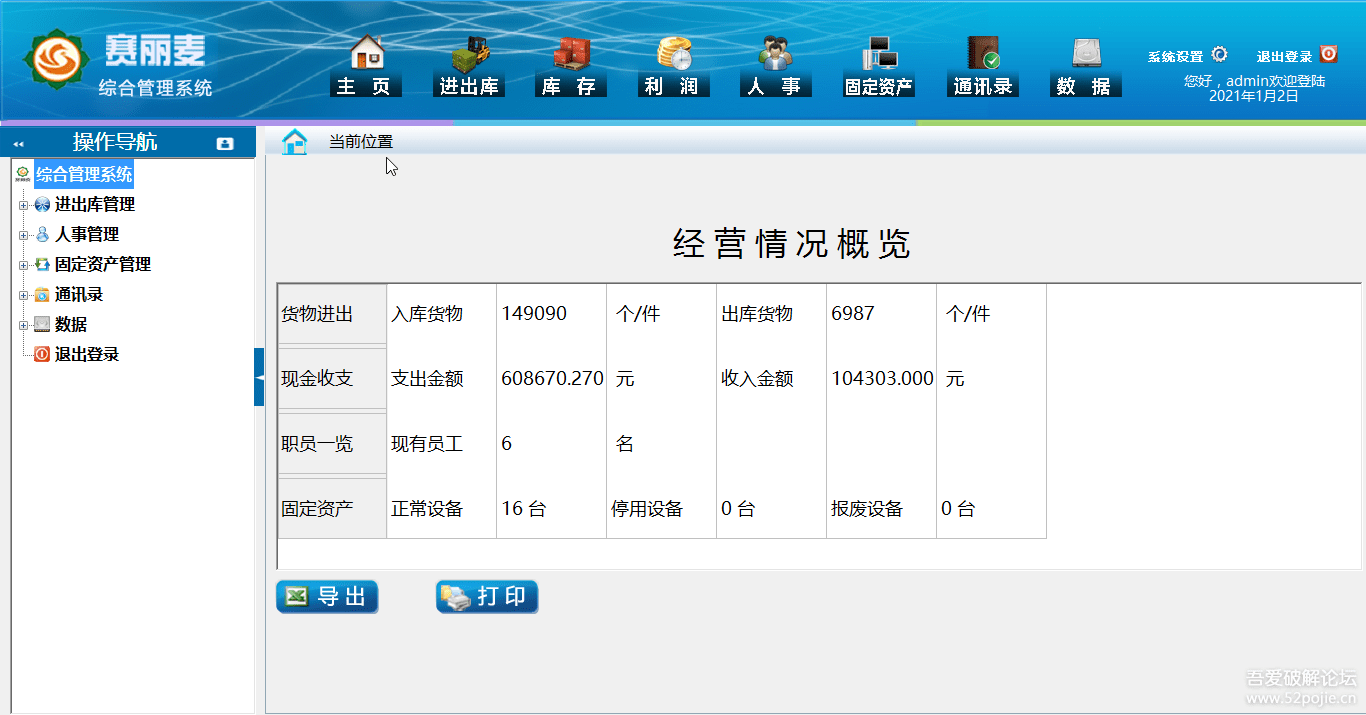 赛丽麦
综合管理系统
主 页
进出库
库 存
利 润
人 事
固定资产
通讯录
数 据
系统设置
退出登录
您好，admin欢迎登陆
2021年1月2日
操作导航
当前位置
综合管理系统
进出库管理
人事管理
固定资产管理
通讯录
数据
退出登录
经营情况概览
货物进出 入库货物 149090 个/件 出库货物 6987 个/件
现金收支 支出金额 608670.270 元 收入金额 104303.000 元
职员一览 现有员工 6 名
固定资产 正常设备 16 台 停用设备 0 台 报废设备 0 台
导 出
打 印
吾爱破解论坛
www.52pojie.cn